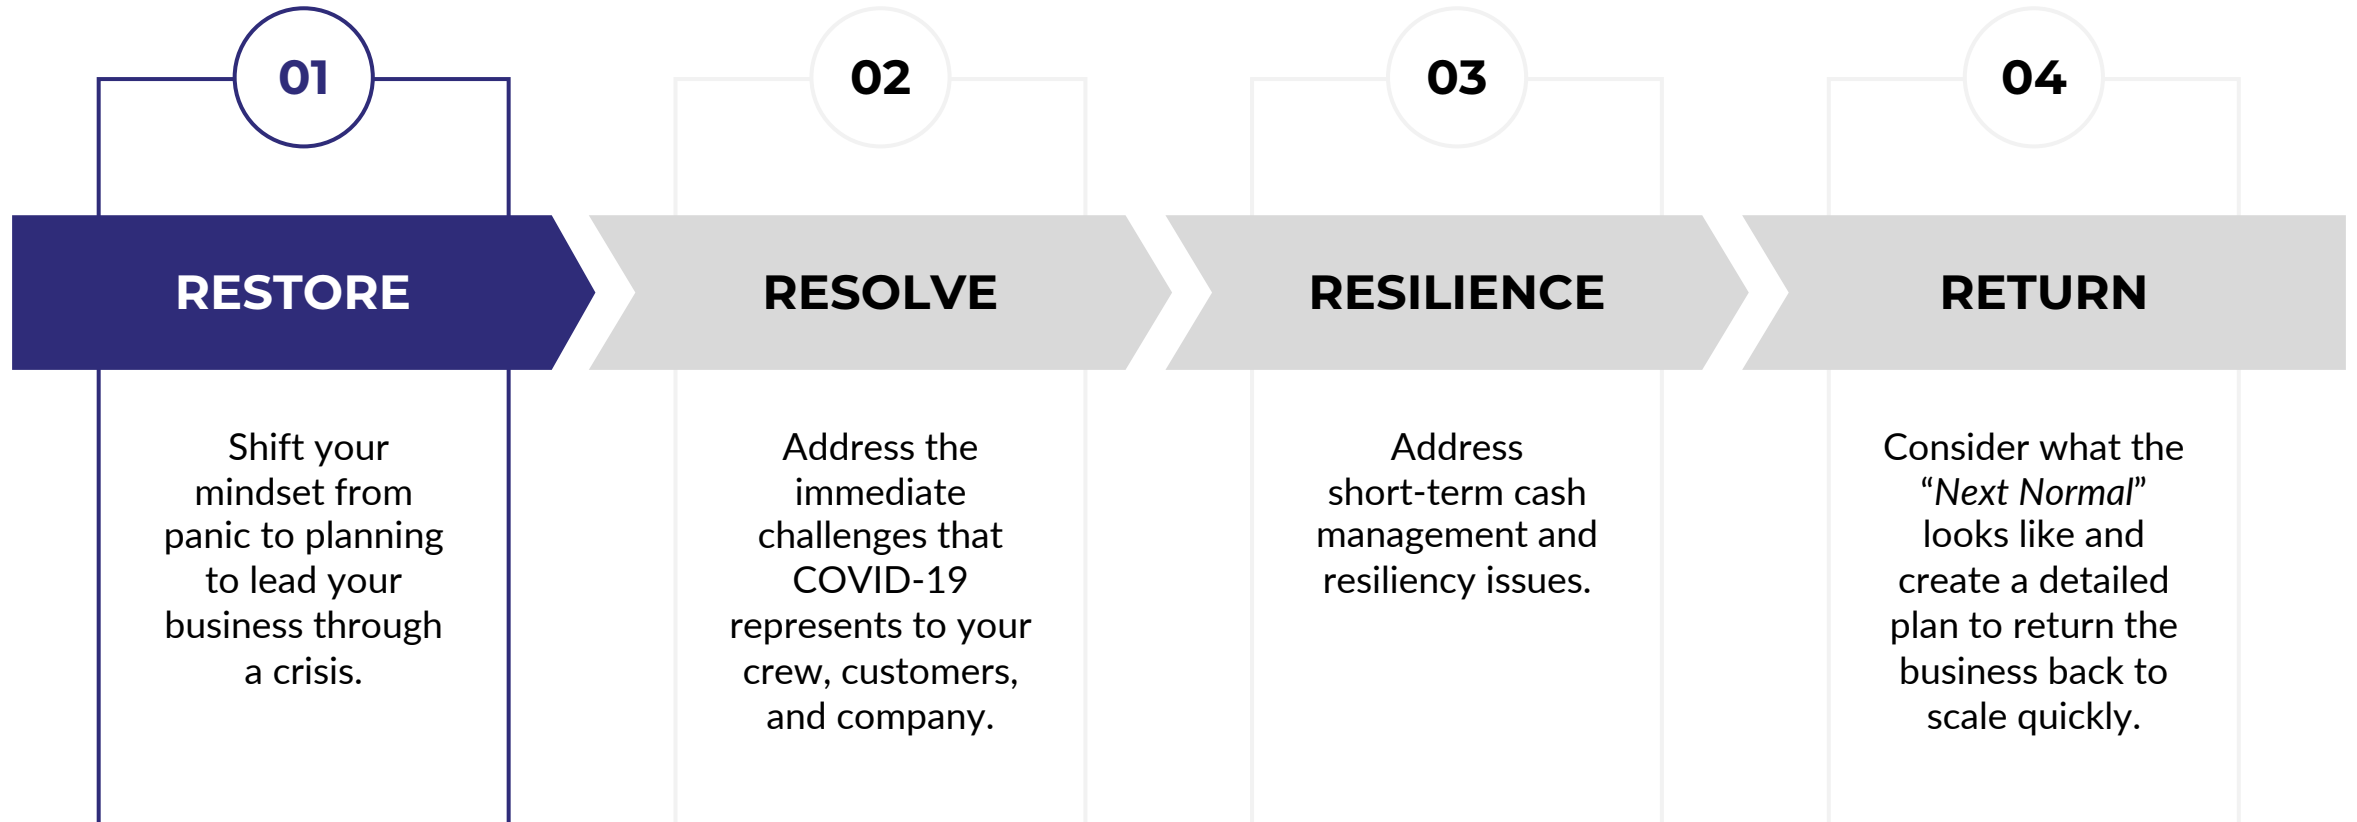 01
RESTORE
Shift your
mindset from
panic to planning
to lead your
business through
a crisis.
02
RESOLVE
Address the
immediate
challenges that
COVID-19
represents to your
crew, customers,
and company.
03
RESILIENCE
Address
short-term cash
management and
resiliency issues.
04
RETURN
Consider what the
“Next Normal”
looks like and
create a detailed
plan to return the
business back to
scale quickly.